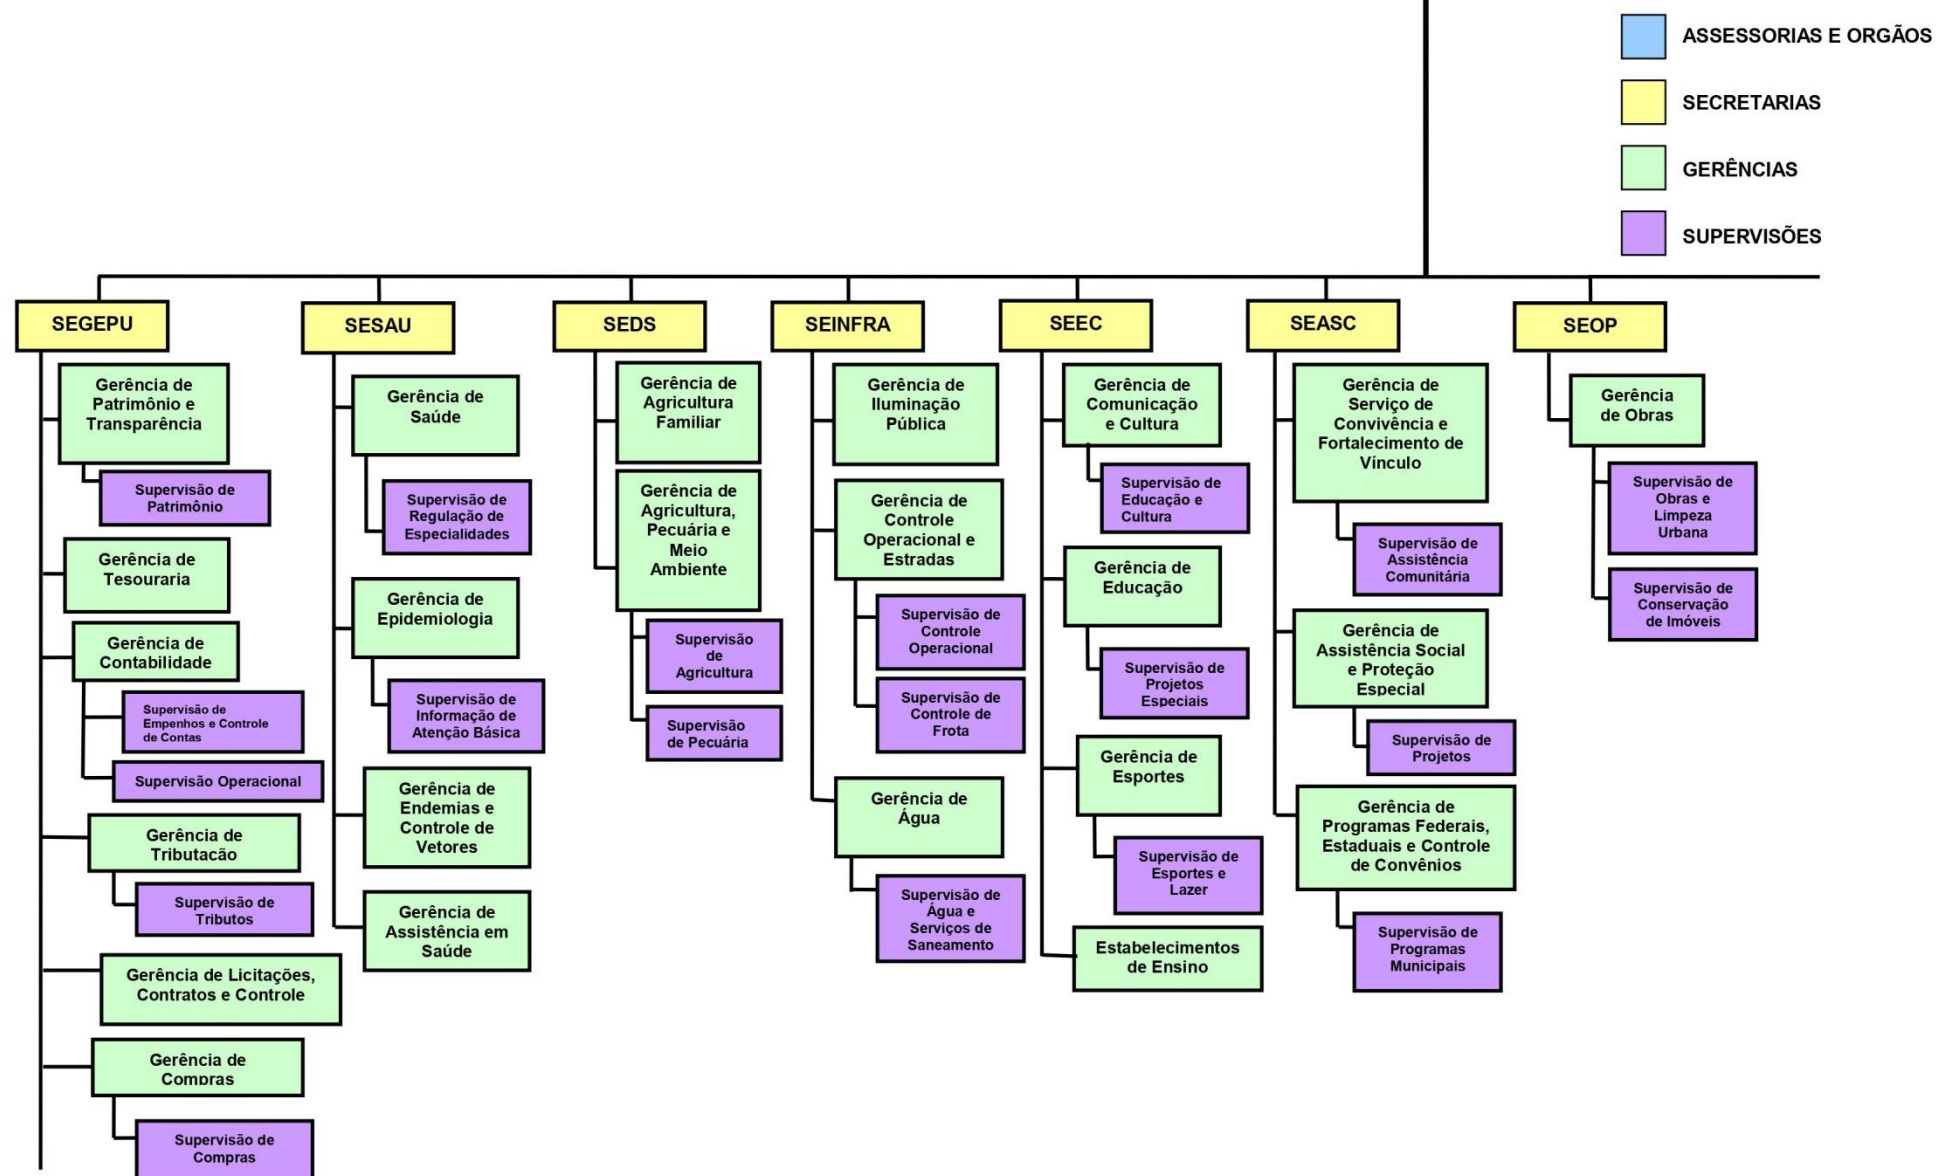 ASSESSORIAS E ORGÃOS
SECRETARIAS
GERÊNCIAS
SUPERVISÕES
SEGEPU
Gerência de
Patrimônio e
Transparência
Supervisão de
Patrimônio
Gerência de
Tesouraria
Gerência de
Contabilidade
Supervisão de
Empenhos e Controle
de Contas
Supervisão Operacional
Gerência de
Tributacão
Supervisão de
Tributos
Gerência de Licitações,
Contratos e Controle
Gerência de
Compras
Supervisão de
Compras
SESAU
Gerência de
Saúde
Supervisão de
Regulação de
Especialidades
Gerência de
Epidemiologia
Supervisão de
Informação de
Atenção Básica
Gerência de
Endemias e
Controle de
Vetores
Gerência de
Assistência em
Saúde
SEDS
Gerência de
Agricultura
Familiar
Gerência de
Agricultura,
Pecuária e
Meio
Ambiente
Supervisão
de
Agricultura
Supervisão
de Pecuária
SEINFRA
Gerência de
Iluminação
Pública
Gerência de
Controle
Operacional e
Estradas
Supervisão de
Controle
Operacional
Supervisão de
Controle de
Frota
Gerência de
Água
Supervisão de
Água e
Serviços de
Saneamento
SEEC
Gerência de
Comunicação
e Cultura
Supervisão de
Educação e
Cultura
Gerência de
Educação
Supervisão de
Projetos
Especiais
Gerência de
Esportes
Supervisão de
Esportes e
Lazer
Estabelecimentos
de Ensino
SEASC
Gerência de
Serviço de
Convivência e
Fortalecimento de
Vínculo
Supervisão de
Assistência
Comunitária
Gerência de
Assistência Social
e Proteção
Especial
Supervisão de
Projetos
Gerência de
Programas Federais,
Estaduais e Controle
de Convênios
Supervisão de
Programas
Municipais
SEOP
Gerência
de Obras
Supervisão de
Obras e
Limpeza
Urbana
Supervisão de
Conservação
de Imóveis